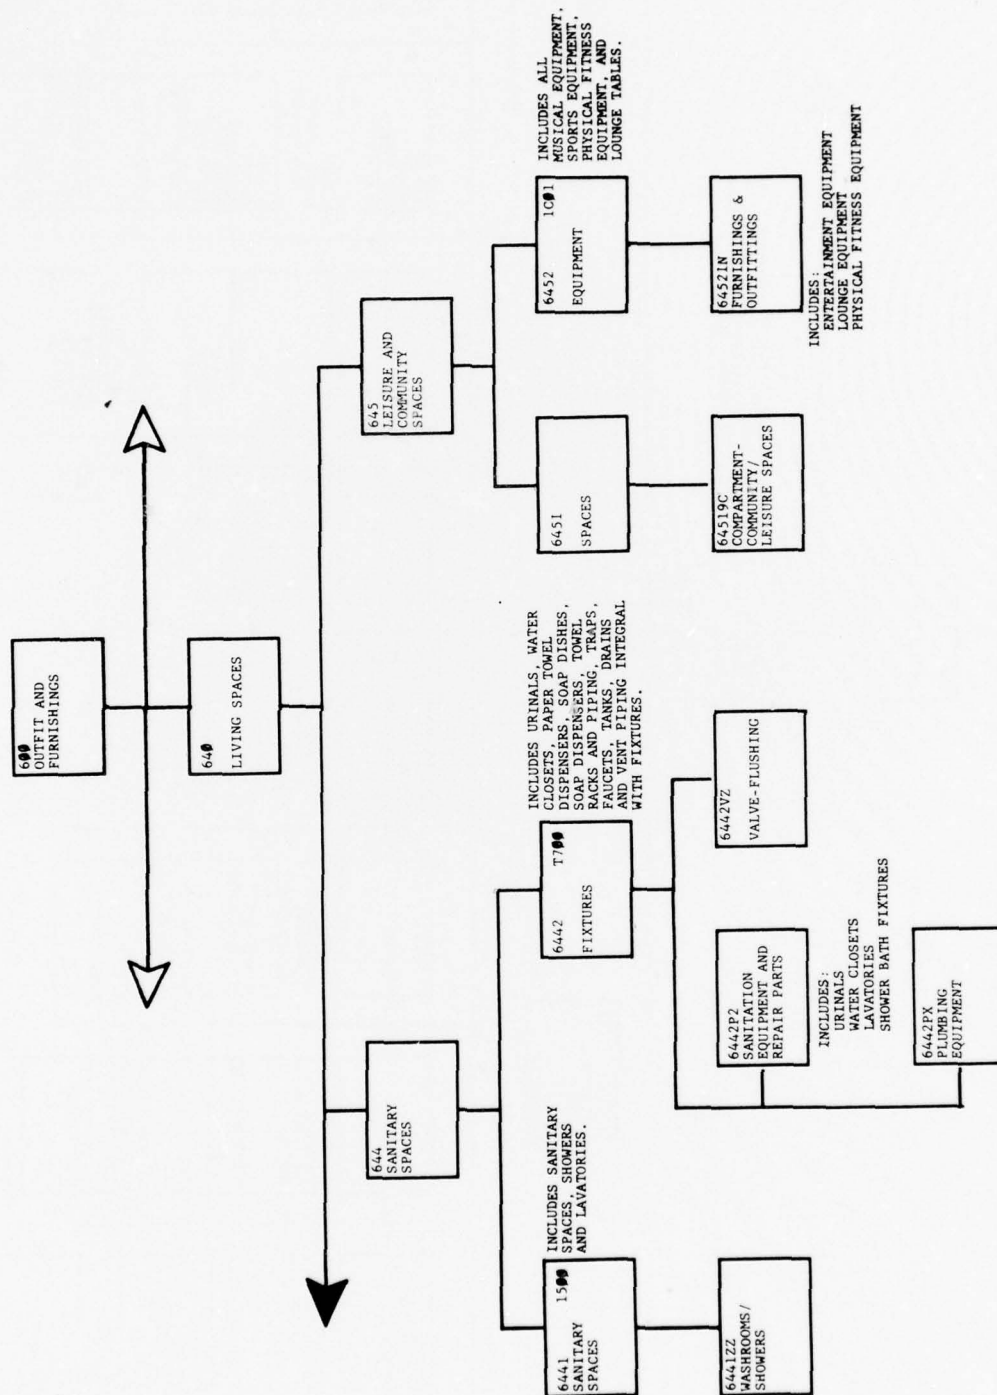 600
OUTFIT AND
FURNISHINGS
640
LIVING SPACES
644
SANITARY
SPACES
645
LEISURE AND
COMMUNITY
SPACES
6441 1500
SANITARY
SPACES
INCLUDES SANITARY
SPACES, SHOWERS
AND LAVATORIES.
6442 T700
FIXTURES
INCLUDES URINALS, WATER
CLOSETS, PAPER TOWEL
DISPENSERS, SOAP DISHES,
SOAP DISPENSERS, TOWEL
RACKS AND PIPING, TRAPS,
FAUCETS, TANKS, DRAINS
AND VENT PIPING INTEGRAL
WITH FIXTURES.
6451
SPACES
6452 1C01
EQUIPMENT
INCLUDES ALL
MUSICAL EQUIPMENT,
SPORTS EQUIPMENT,
PHYSICAL FITNESS
EQUIPMENT, AND
LOUNGE TABLES.
6441ZZ
WASHROOMS/
SHOWERS
6442P2
SANITATION
EQUIPMENT AND
REPAIR PARTS
INCLUDES:
URINALS
WATER CLOSETS
LAVATORIES
SHOWER BATH FIXTURES
6442VZ
VALVE-FLUSHING
64519C
COMPARTMENT-
COMMUNITY/
LEISURE SPACES
6452IN
FURNISHINGS &
OUTFITTINGS
INCLUDES:
ENTERTAINMENT EQUIPMENT
LOUNGE EQUIPMENT
PHYSICAL FITNESS EQUIPMENT
6442PX
PLUMBING
EQUIPMENT